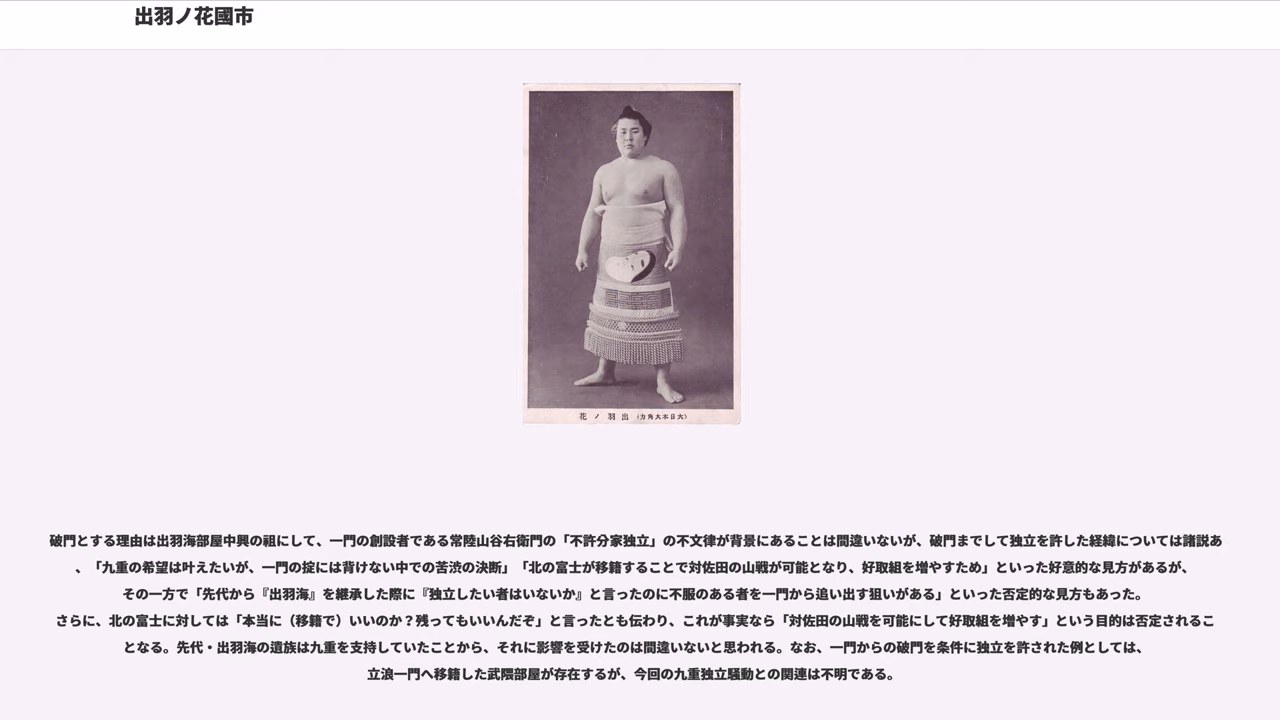 出羽ノ花國市
花ノ羽出（力角大本日大）
破門とする理由は出羽海部屋中興の祖にして、一門の創設者である常陸山谷右衛門の「不許分家独立」の不文律が背景にあることは間違いないが、破門までして独立を許した経緯については諸説あ
、「九重の希望は叶えたいが、一門の掟には背けない中での苦渋の決断」「北の富士が移籍することで対佐田の山戦が可能となり、好取組を増やすため」といった好意的な見方があるが、
その一方で「先代から『出羽海』を継承した際に『独立したい者はいないか』と言ったのに不服のある者を一門から追い出す狙いがある」といった否定的な見方もあった。
さらに、北の富士に対しては「本当に（移籍で）いいのか？残ってもいいんだぞ」と言ったとも伝わり、これが事実なら「対佐田の山戦を可能にして好取組を増やす」という目的は否定されるこ
となる。先代・出羽海の遺族は九重を支持していたことから、それに影響を受けたのは間違いないと思われる。なお、一門からの破門を条件に独立を許された例としては、
立浪一門へ移籍した武隈部屋が存在するが、今回の九重独立騒動との関連は不明である。